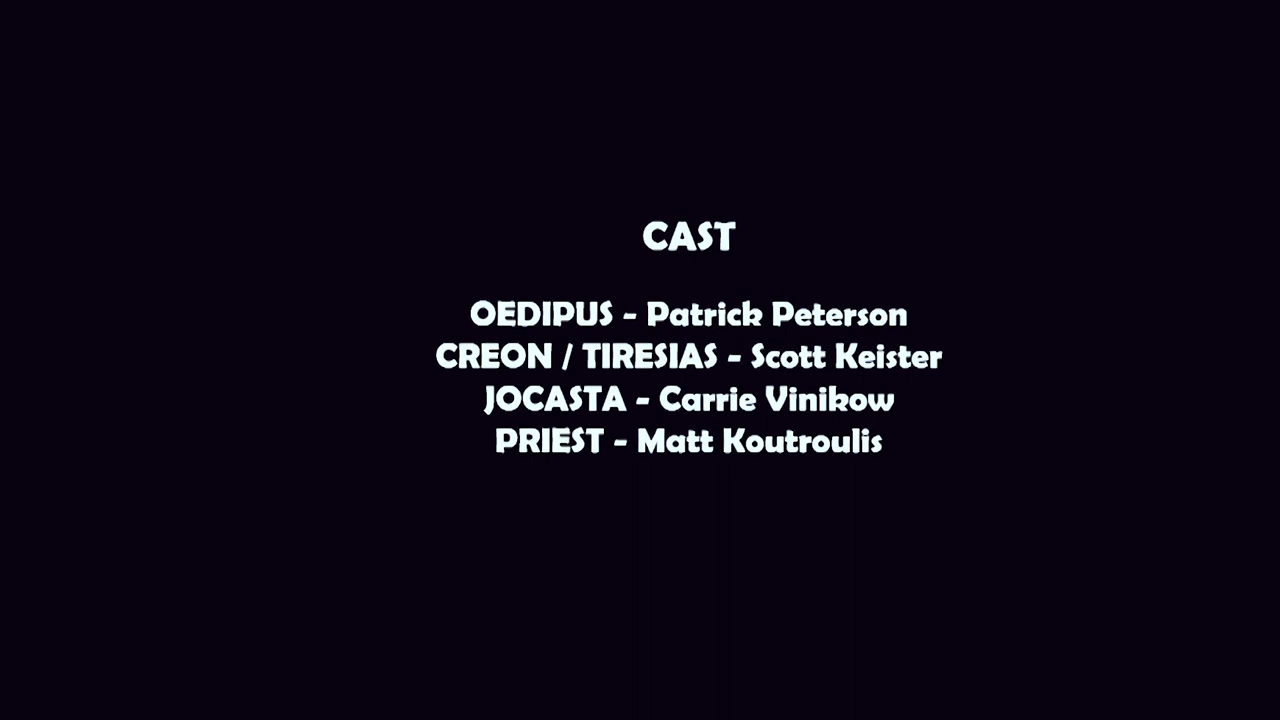 CAST
OEDIPUS - Patrick Peterson
CREON / TIRESIAS - Scott Keister
JOCASTA - Carrie Vinikow
PRIEST - Matt Koutroulis